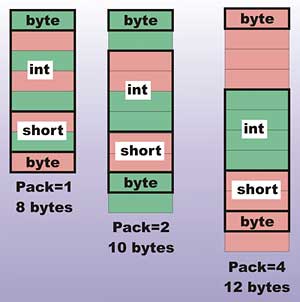 byte
int
short
byte
Pack=1
8 bytes
byte
int
short
byte
Pack=2
10 bytes
int
short
byte
Pack=4
12 bytes